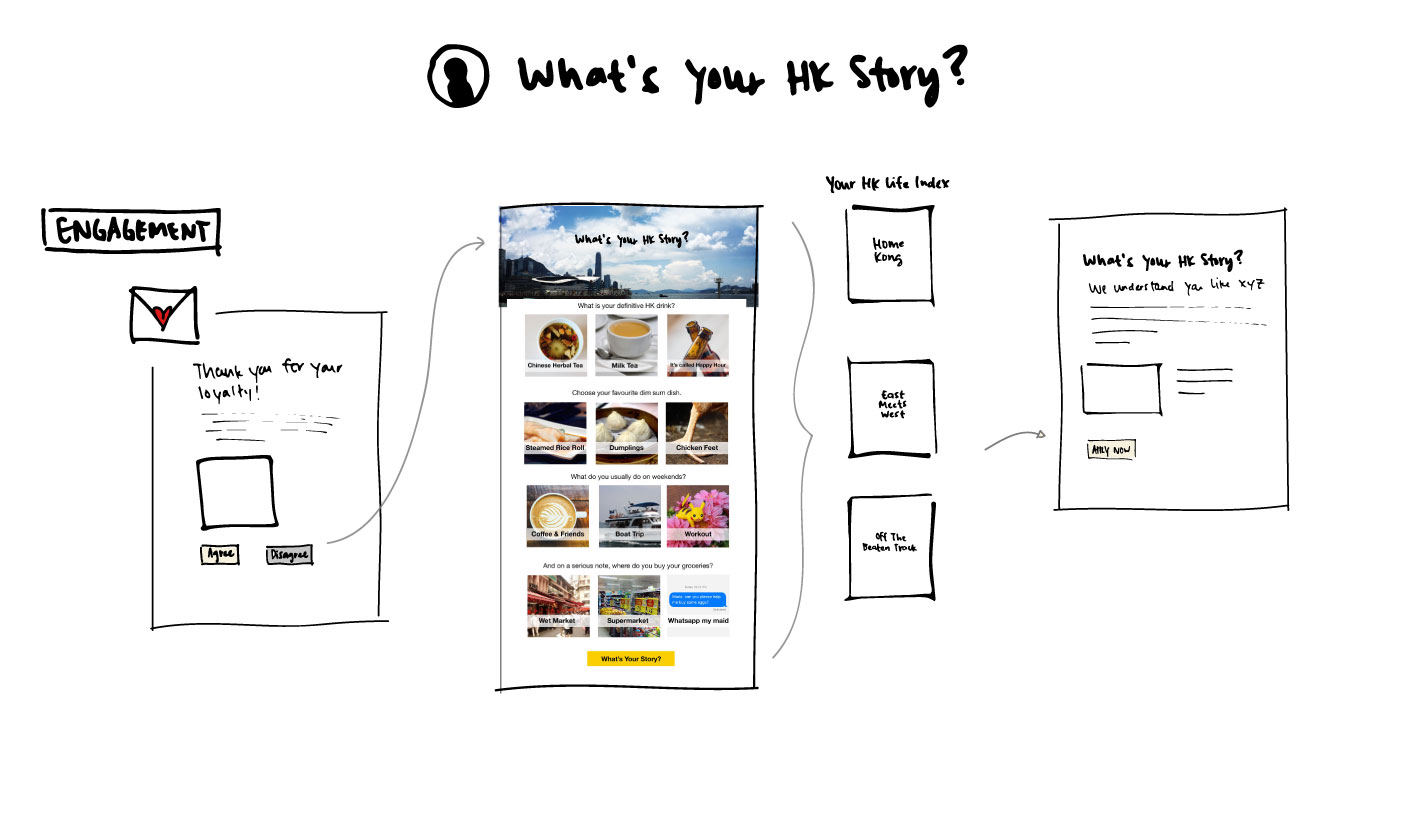 What's your HK Story?
ENGAGEMENT
Thank you for your
loyalty!
Agree
Disagree
What's your HK Story?
What is your definitive HK drink?
Chinese Herbal Tea
Milk Tea
It's called Happy Hour
Choose your favourite dim sum dish.
Steamed Rice Roll
Dumplings
Chicken Feet
What do you usually do on weekends?
Coffee & Friends
Boat Trip
Workout
And on a serious note, where do you buy your groceries?
Wet Market
Supermarket
me buy some eggs?
Whatsapp my maid
What's Your Story?
Your HK Life Index
Home
Kong
East
Meets
West
Off The
Beaten Track
What's your HK Story?
We understand you like XYZ
APPLY NOW